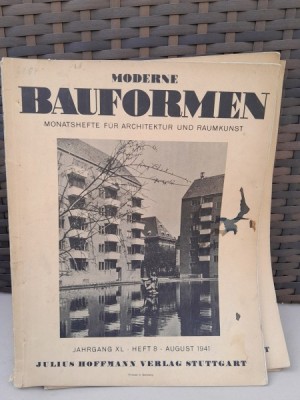 MODERNE
BAUFORMEN
MONATSHEFTE FÜR ARCHITEKTUR UND RAUMKUNST
JAHRGANG XL · HEFT 8 · AUGUST 1941
JULIUS HOFFMANN VERLAG STUTTGART